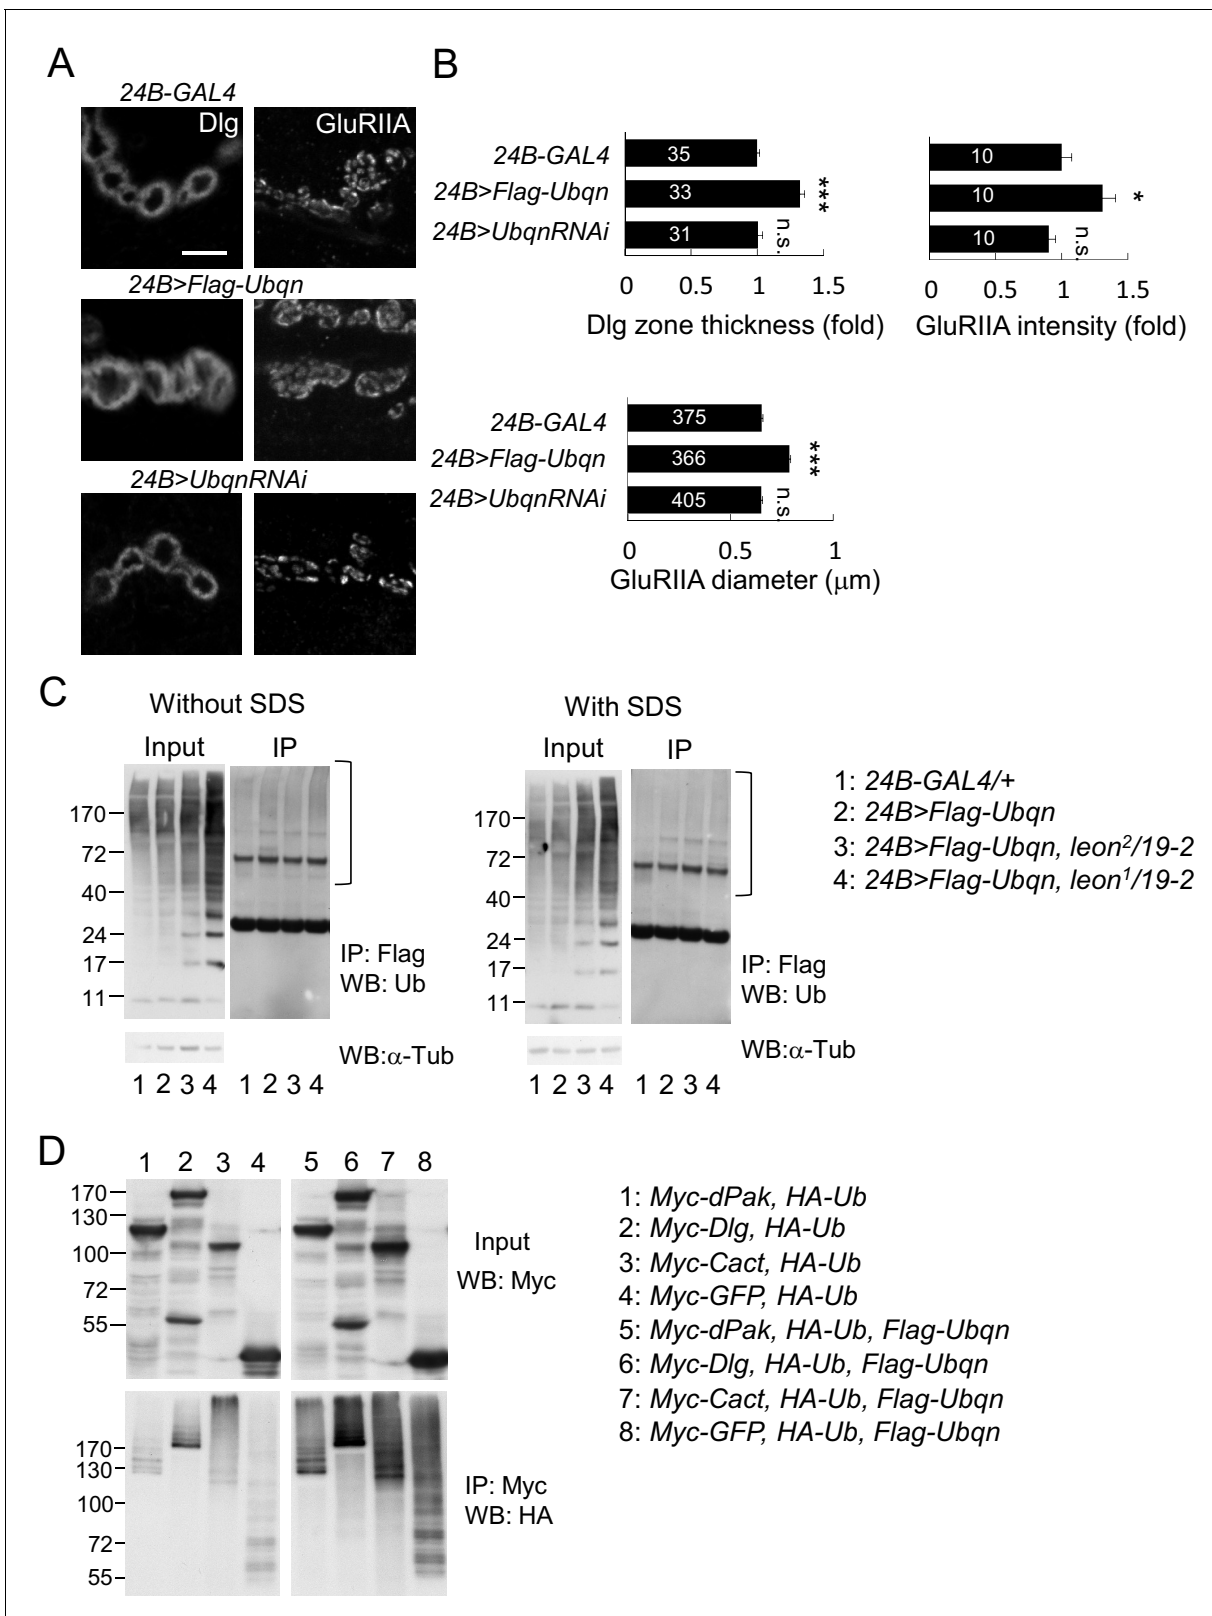 A
24B-GAL4
Dlg
GluRIIA
24B>Flag-Ubqn
24B>UbqnRNAi
B
24B-GAL4
35
24B>Flag-Ubqn
33
***
24B>UbqnRNAi
31
n.s.
0 0.5 1 1.5
Dlg zone thickness (fold)
10
10
*
10
n.s.
0 0.5 1 1.5
GluRIIA intensity (fold)
24B-GAL4
375
24B>Flag-Ubqn
366
***
24B>UbqnRNAi
405
n.s.
0 0.5 1
GluRIIA diameter (μm)
C
Without SDS
Input IP
170
72
40
24
17
11
IP: Flag
WB: Ub
WB:α-Tub
1 2 3 4 1 2 3 4
With SDS
Input IP
170
72
40
24
17
11
IP: Flag
WB: Ub
WB:α-Tub
1 2 3 4 1 2 3 4
1: 24B-GAL4/+
2: 24B>Flag-Ubqn
3: 24B>Flag-Ubqn, leon²/19-2
4: 24B>Flag-Ubqn, leon¹/19-2
D
1 2 3 4 5 6 7 8
170
130
100
72
55
Input
WB: Myc
170
130
100
72
55
IP: Myc
WB: HA
1: Myc-dPak, HA-Ub
2: Myc-Dlg, HA-Ub
3: Myc-Cact, HA-Ub
4: Myc-GFP, HA-Ub
5: Myc-dPak, HA-Ub, Flag-Ubqn
6: Myc-Dlg, HA-Ub, Flag-Ubqn
7: Myc-Cact, HA-Ub, Flag-Ubqn
8: Myc-GFP, HA-Ub, Flag-Ubqn